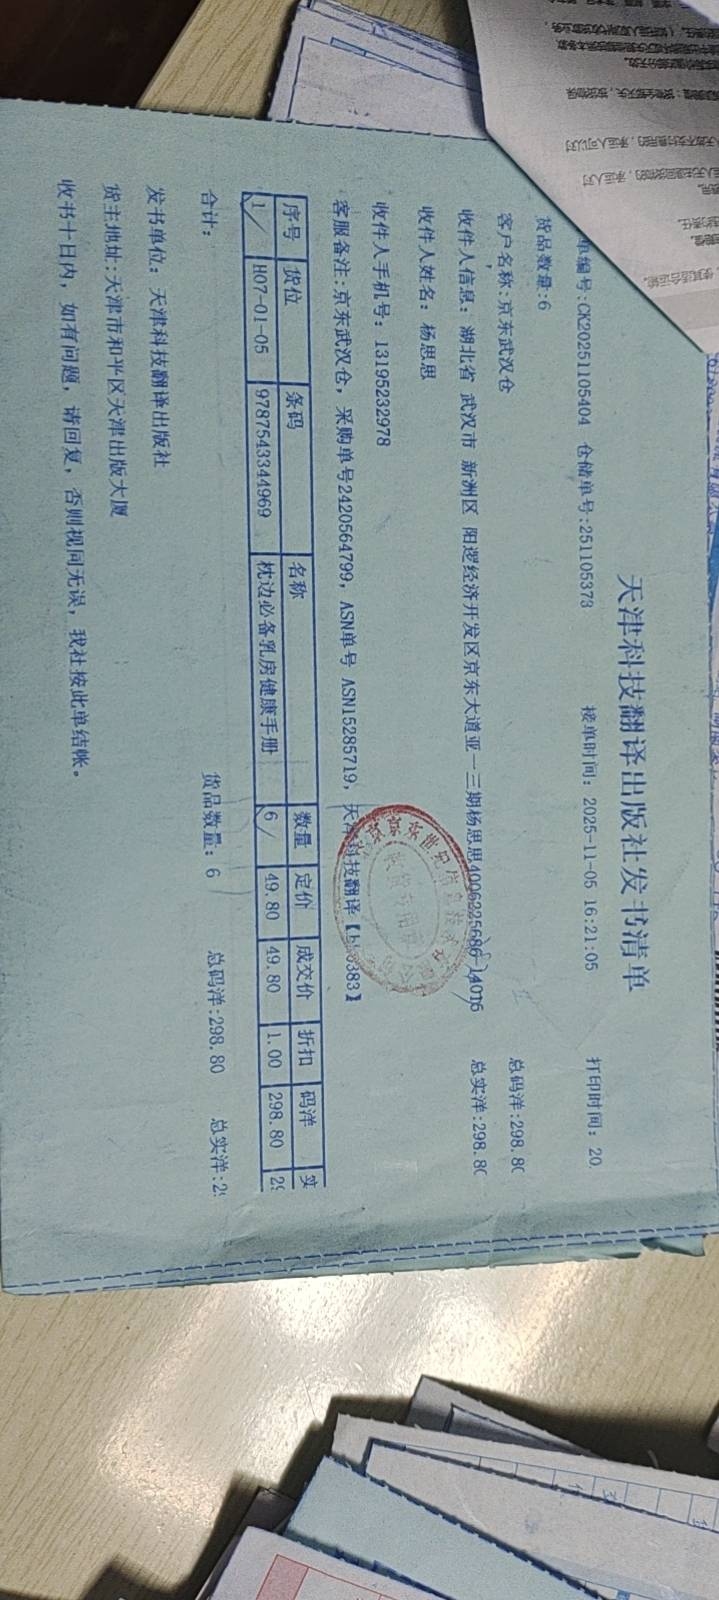 天津科技翻译出版社发书清单
单编号:CK20251105404 仓储单号:251105373 接单时间: 2025-11-05 16:21:05 打印时间: 20
货品数量:6
总码洋:298.80
客户名称:京东武汉仓
总实洋:298.80
收件人信息: 湖北省 武汉市 新洲区 阳逻经济开发区京东大道亚一三期杨思思4006225686-14016
收件人姓名: 杨思思
收件人手机号: 13195232978
客服备注:京东武汉仓, 采购单号2420564799, ASN单号 ASN15285719, 天津科技翻译
序号 货位 条码 名称 数量 定价 成交价 折扣 码洋 实
1 H07-01-05 9787543344969 枕边必备乳房健康手册 6 49.80 49.80 1.00 298.80 29
合计: 货品数量: 6 总码洋:298.80 总实洋:2
发书单位: 天津科技翻译出版社
货主地址:天津市和平区天津出版大厦
收书十日内, 如有问题, 请回复, 否则视同无误, 我社按此单结帐。